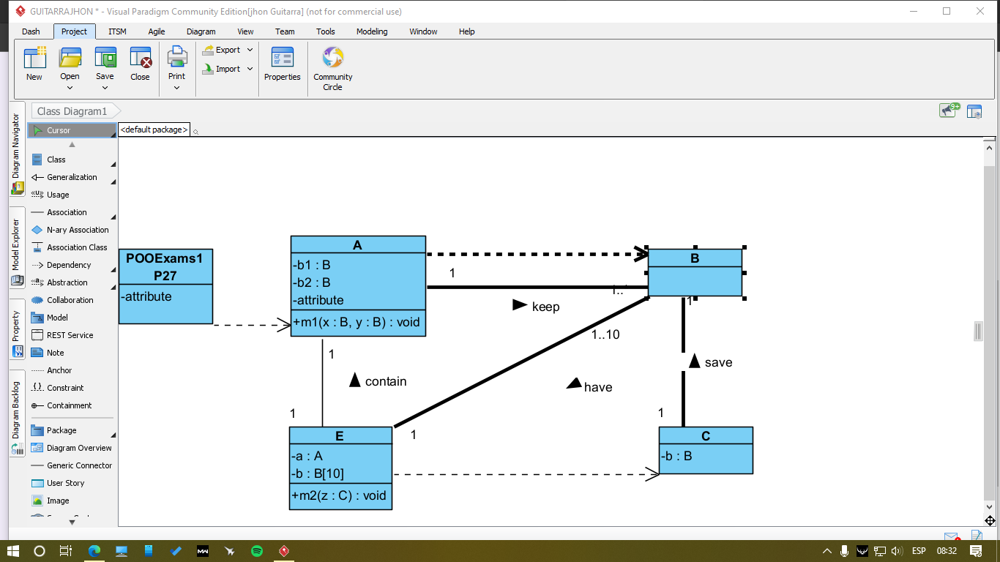 GUITARRAJHON * - Visual Paradigm Community Edition[jhon Guitarra] (not for commercial use)
Dash Project ITSM Agile Diagram View Team Tools Modeling Window Help
New Open Save Close Print Export Import Properties Community Circle
Class Diagram1
9+
Diagram Navigator
Model Explorer
Property
Diagram Backlog
Cursor
Class
Generalization
Usage
Association
N-ary Association
Association Class
Dependency
Abstraction
Collaboration
Model
REST Service
Note
Anchor
Constraint
Containment
Package
Diagram Overview
Generic Connector
User Story
Image
<default package>
POOExams1
P27
-attribute
A
-b1 : B
-b2 : B
-attribute
+m1(x : B, y : B) : void
B
1
1..
keep
1
1..10
1
contain
have
save
1
1
1
E
-a : A
-b : B[10]
+m2(z : C) : void
C
-b : B
ESP 08:32